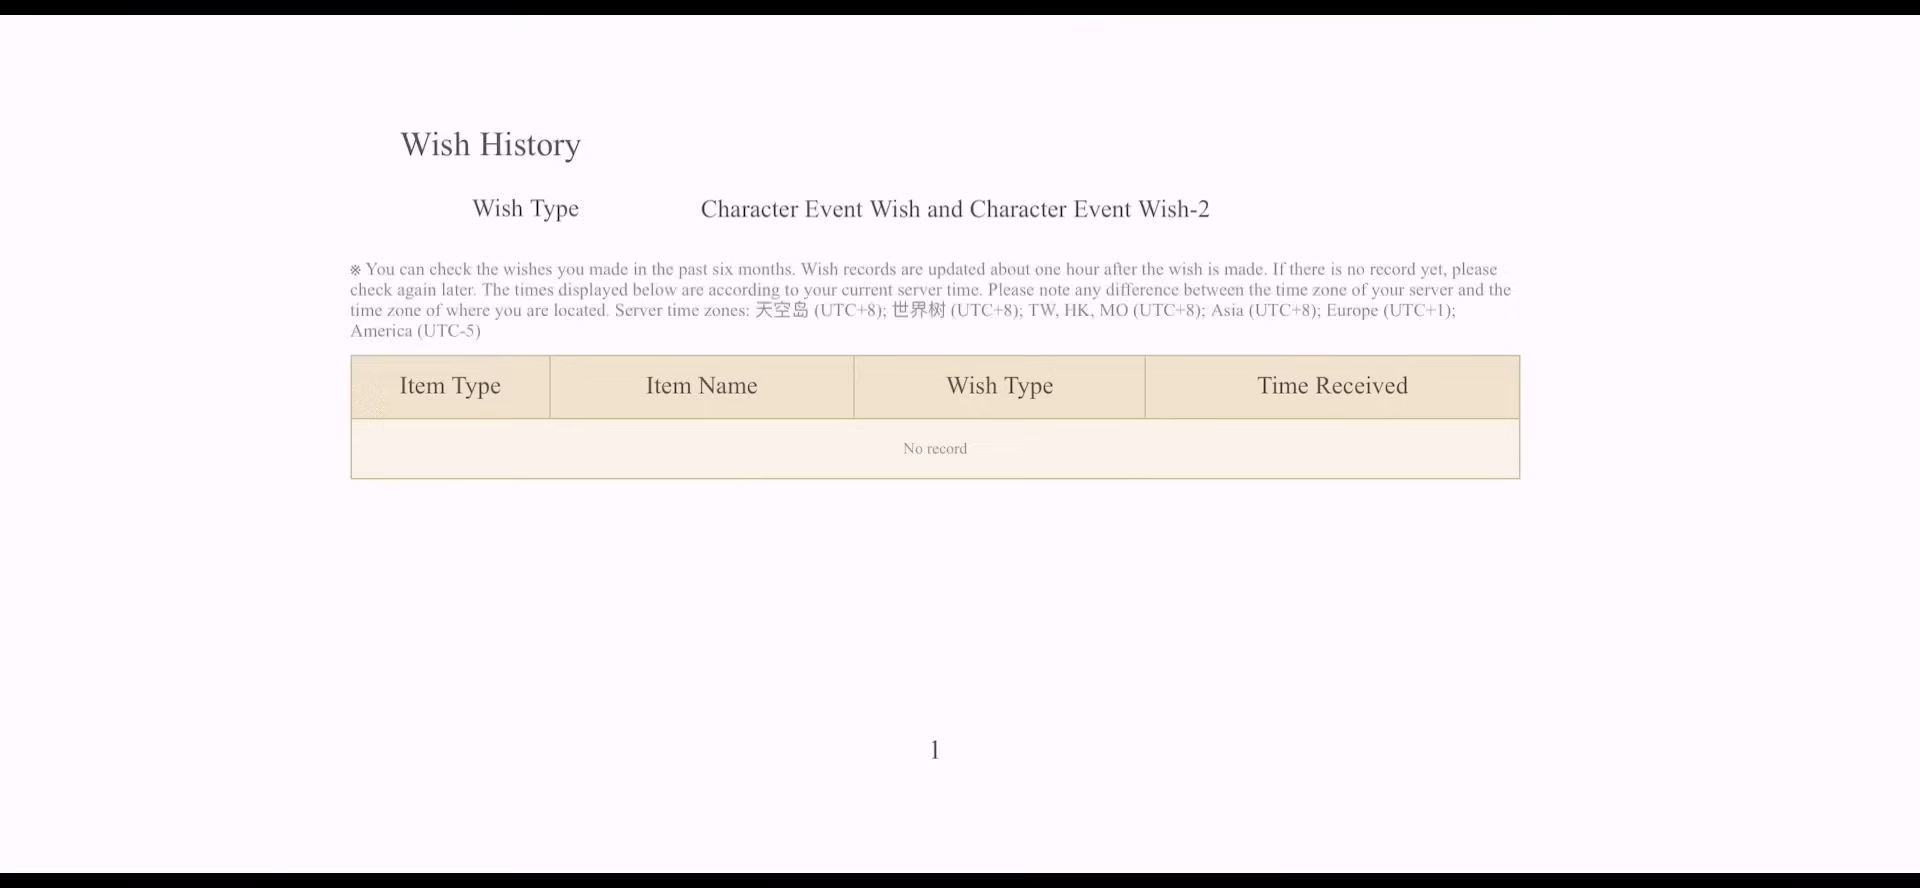 Wish History
Wish Type Character Event Wish and Character Event Wish-2
※ You can check the wishes you made in the past six months. Wish records are updated about one hour after the wish is made. If there is no record yet, please
check again later. The times displayed below are according to your current server time. Please note any difference between the time zone of your server and the
time zone of where you are located. Server time zones: 天空岛 (UTC+8); 世界树 (UTC+8); TW, HK, MO (UTC+8); Asia (UTC+8); Europe (UTC+1);
America (UTC-5)
Item Type Item Name Wish Type Time Received
No record
1